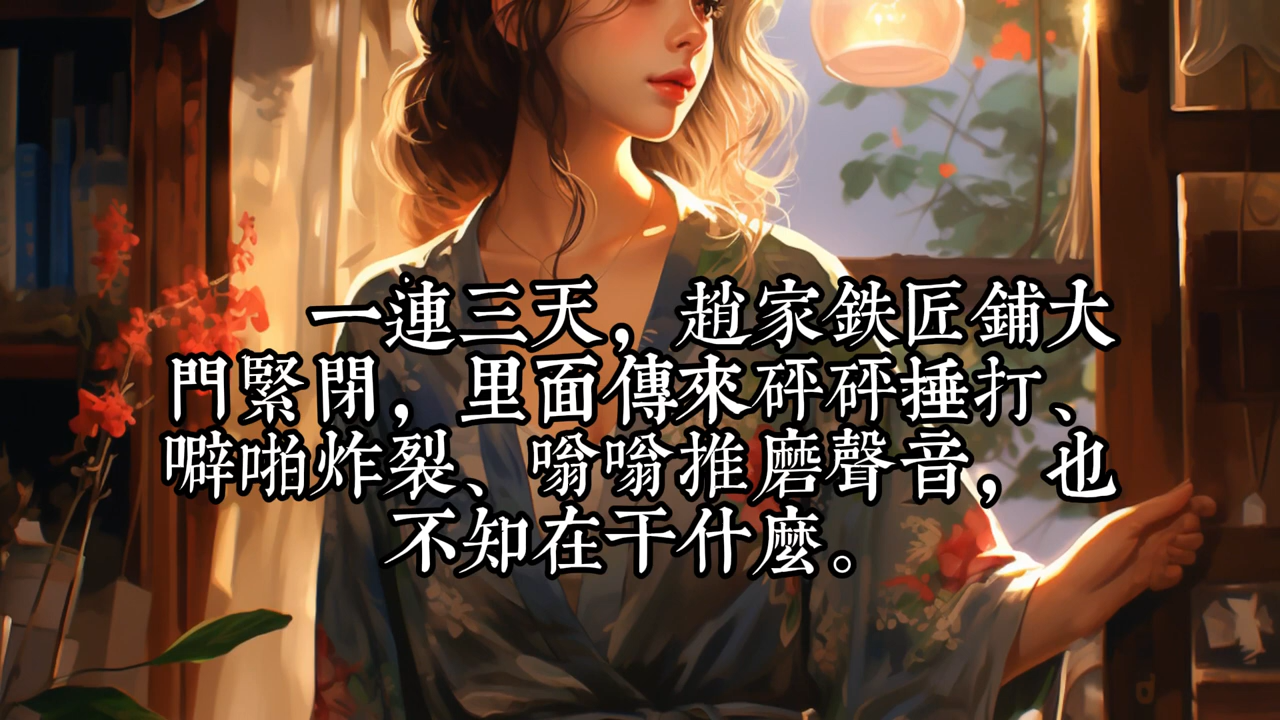 一連三天，趙家鉄匠鋪大
門緊閉，里面傳來砰砰捶打、
噼啪炸裂、嗡嗡推磨聲音，也
不知在干什麼。